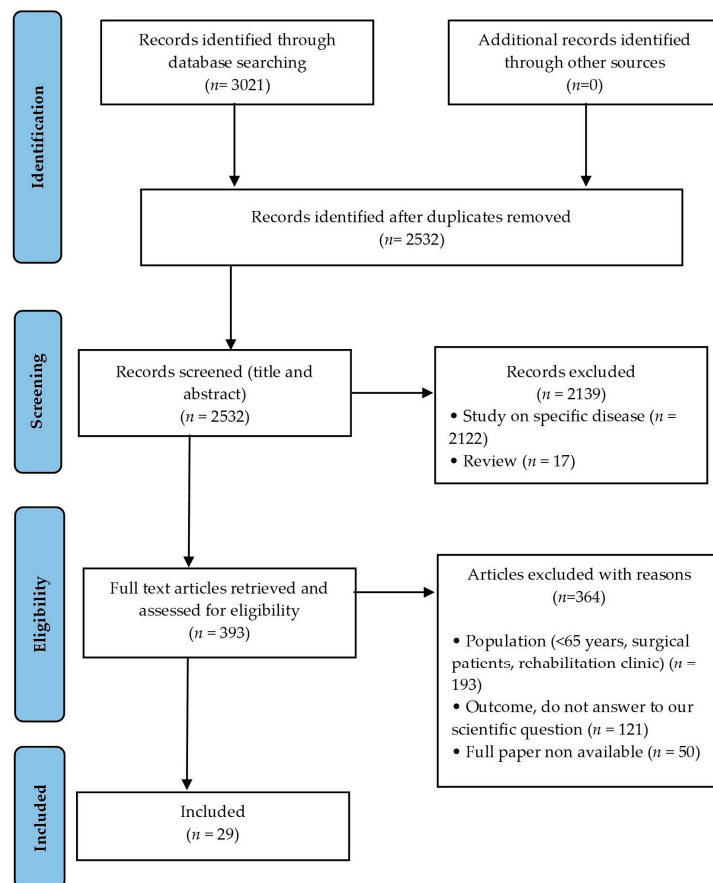 Identification
Records identified through
database searching
(n= 3021)
Additional records identified
through other sources
(n=0)
Records identified after duplicates removed
(n= 2532)
Screening
Records screened (title and
abstract)
(n = 2532)
Records excluded
(n = 2139)
• Study on specific disease (n =
2122)
• Review (n = 17)
Eligibility
Full text articles retrieved and
assessed for eligibility
(n = 393)
Articles excluded with reasons
(n=364)
• Population (<65 years, surgical
patients, rehabilitation clinic) (n =
193)
• Outcome, do not answer to our
scientific question (n = 121)
• Full paper non available (n = 50)
Included
Included
(n = 29)